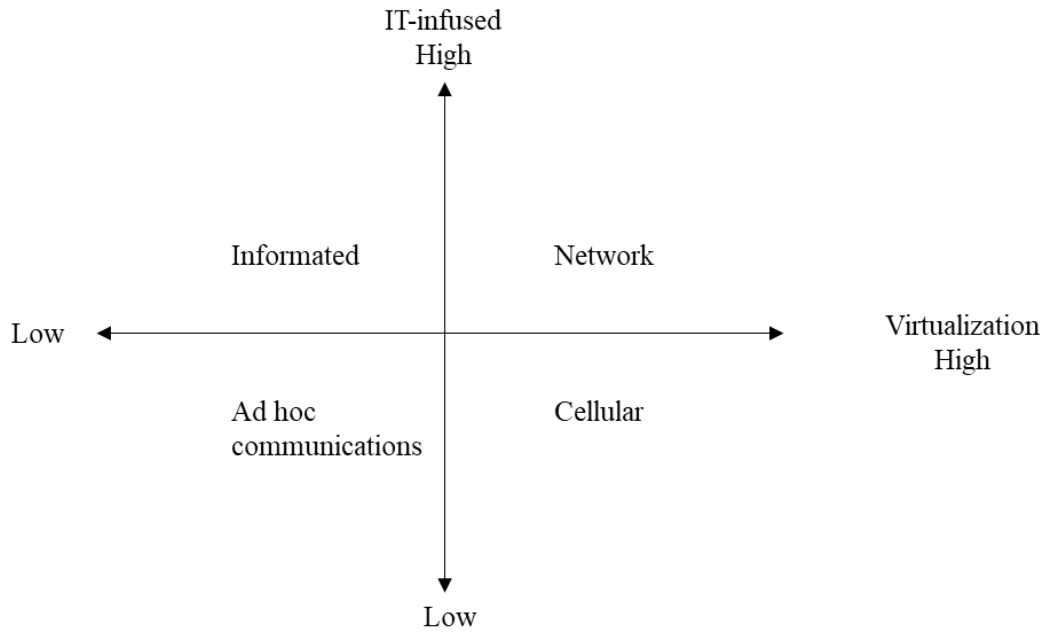 IT-infused
High
Informated
Network
Low
Virtualization
High
Ad hoc
communications
Cellular
Low